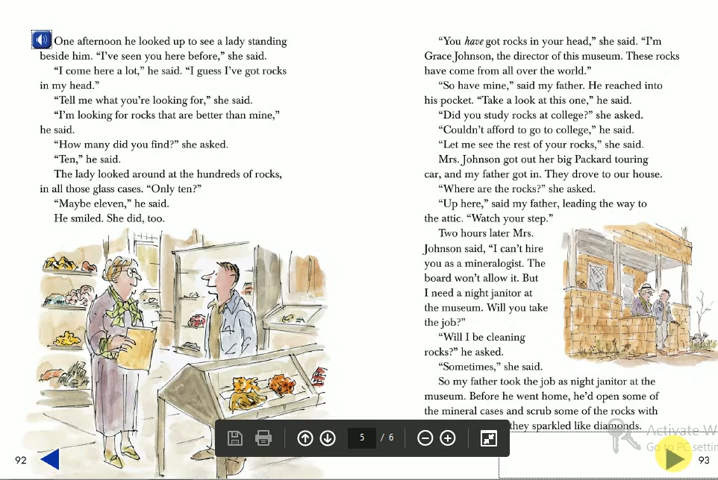 One afternoon he looked up to see a lady standing
beside him. “I’ve seen you here before,” she said.
“I come here a lot,” he said. “I guess I’ve got rocks
in my head.”
“Tell me what you’re looking for,” she said.
“I’m looking for rocks that are better than mine,”
he said.
“How many did you find?” she asked.
“Ten,” he said.
The lady looked around at the hundreds of rocks,
in all those glass cases. “Only ten?”
“Maybe eleven,” he said.
He smiled. She did, too.
92
“You have got rocks in your head,” she said. “I’m
Grace Johnson, the director of this museum. These rocks
have come from all over the world.”
“So have mine,” said my father. He reached into
his pocket. “Take a look at this one,” he said.
“Did you study rocks at college?” she asked.
“Couldn’t afford to go to college,” he said.
“Let me see the rest of your rocks,” she said.
Mrs. Johnson got out her big Packard touring
car, and my father got in. They drove to our house.
“Where are the rocks?” she asked.
“Up here,” said my father, leading the way to
the attic. “Watch your step.”
Two hours later Mrs.
Johnson said, “I can’t hire
you as a mineralogist. The
board won’t allow it. But
I need a night janitor at
the museum. Will you take
the job?”
“Will I be cleaning
rocks?” he asked.
“Sometimes,” she said.
So my father took the job as night janitor at the
museum. Before he went home, he’d open some of
the mineral cases and scrub some of the rocks with
they sparkled like diamonds.
5 / 6
Activate W
Go to PC settin
93